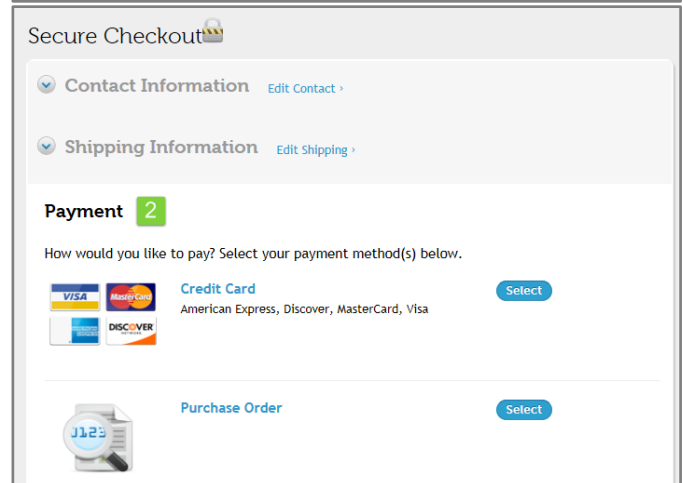 Secure Checkout
Contact Information Edit Contact ›
Shipping Information Edit Shipping ›
Payment 2
How would you like to pay? Select your payment method(s) below.
VISA MasterCard
Credit Card Select
American Express, Discover, MasterCard, Visa
DISCOVER
Purchase Order Select
0123